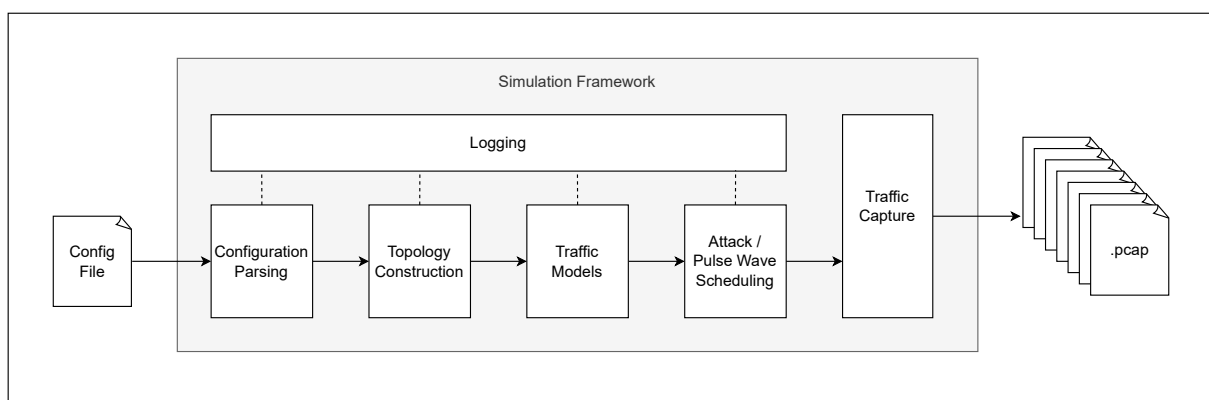 Simulation Framework
Logging
Config
File
Configuration
Parsing
Topology
Construction
Traffic
Models
Attack /
Pulse Wave
Scheduling
Traffic
Capture
.pcap